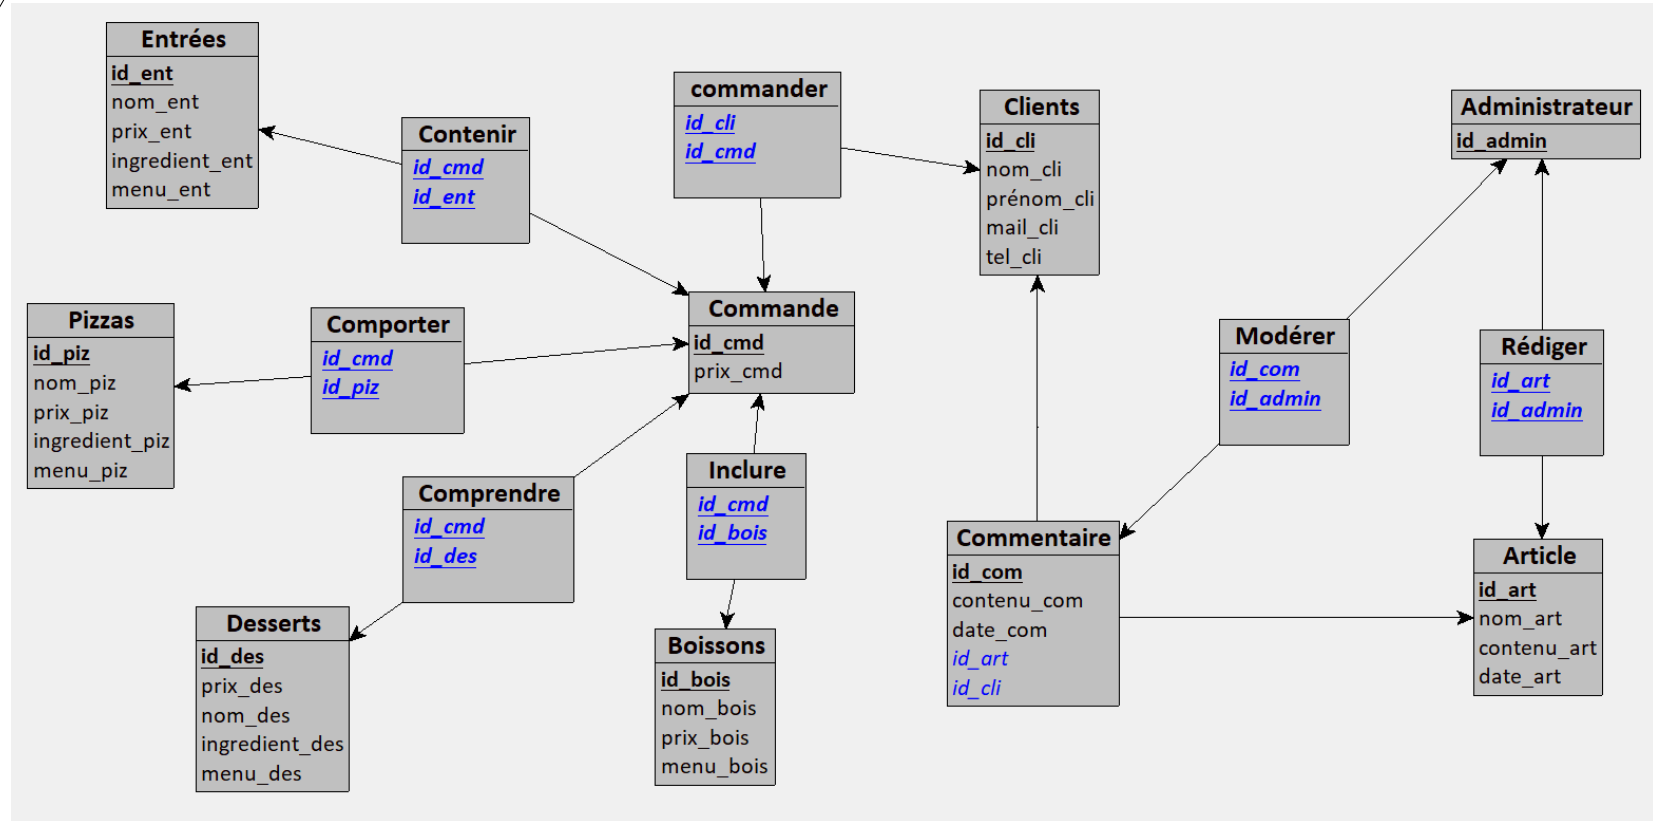 Entrées
id_ent
nom_ent
prix_ent
ingredient_ent
menu_ent
Contenir
id_cmd
id_ent
commander
id_cli
id_cmd
Clients
id_cli
nom_cli
prénom_cli
mail_cli
tel_cli
Administrateur
id_admin
Pizzas
id_piz
nom_piz
prix_piz
ingredient_piz
menu_piz
Comporter
id_cmd
id_piz
Commande
id_cmd
prix_cmd
Modérer
id_com
id_admin
Rédiger
id_art
id_admin
Comprendre
id_cmd
id_des
Inclure
id_cmd
id_bois
Commentaire
id_com
contenu_com
date_com
id_art
id_cli
Article
id_art
nom_art
contenu_art
date_art
Desserts
id_des
prix_des
nom_des
ingredient_des
menu_des
Boissons
id_bois
nom_bois
prix_bois
menu_bois